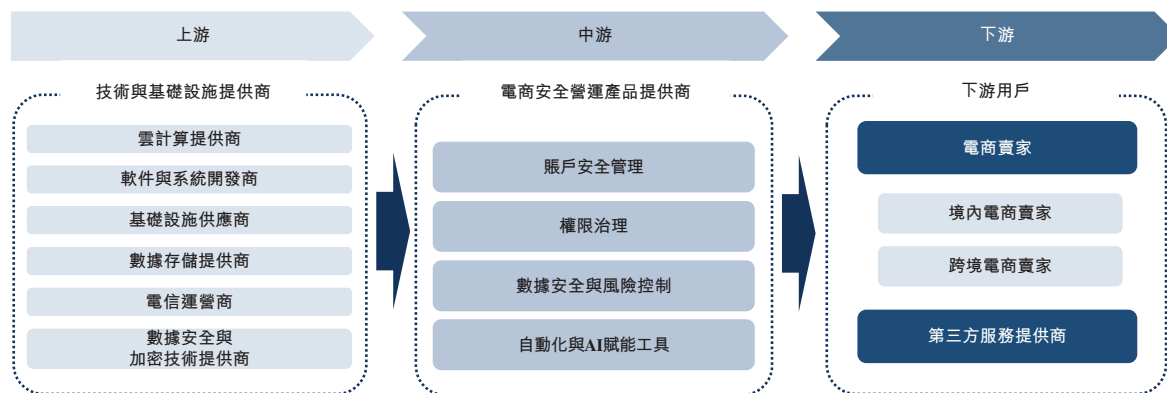 上游
中游
下游
技術與基礎設施提供商
雲計算提供商
軟件與系統開發商
基礎設施供應商
數據存儲提供商
電信運營商
數據安全與
加密技術提供商
電商安全營運產品提供商
賬戶安全管理
權限治理
數據安全與風險控制
自動化與AI賦能工具
下游用戶
電商賣家
境內電商賣家
跨境電商賣家
第三方服務提供商